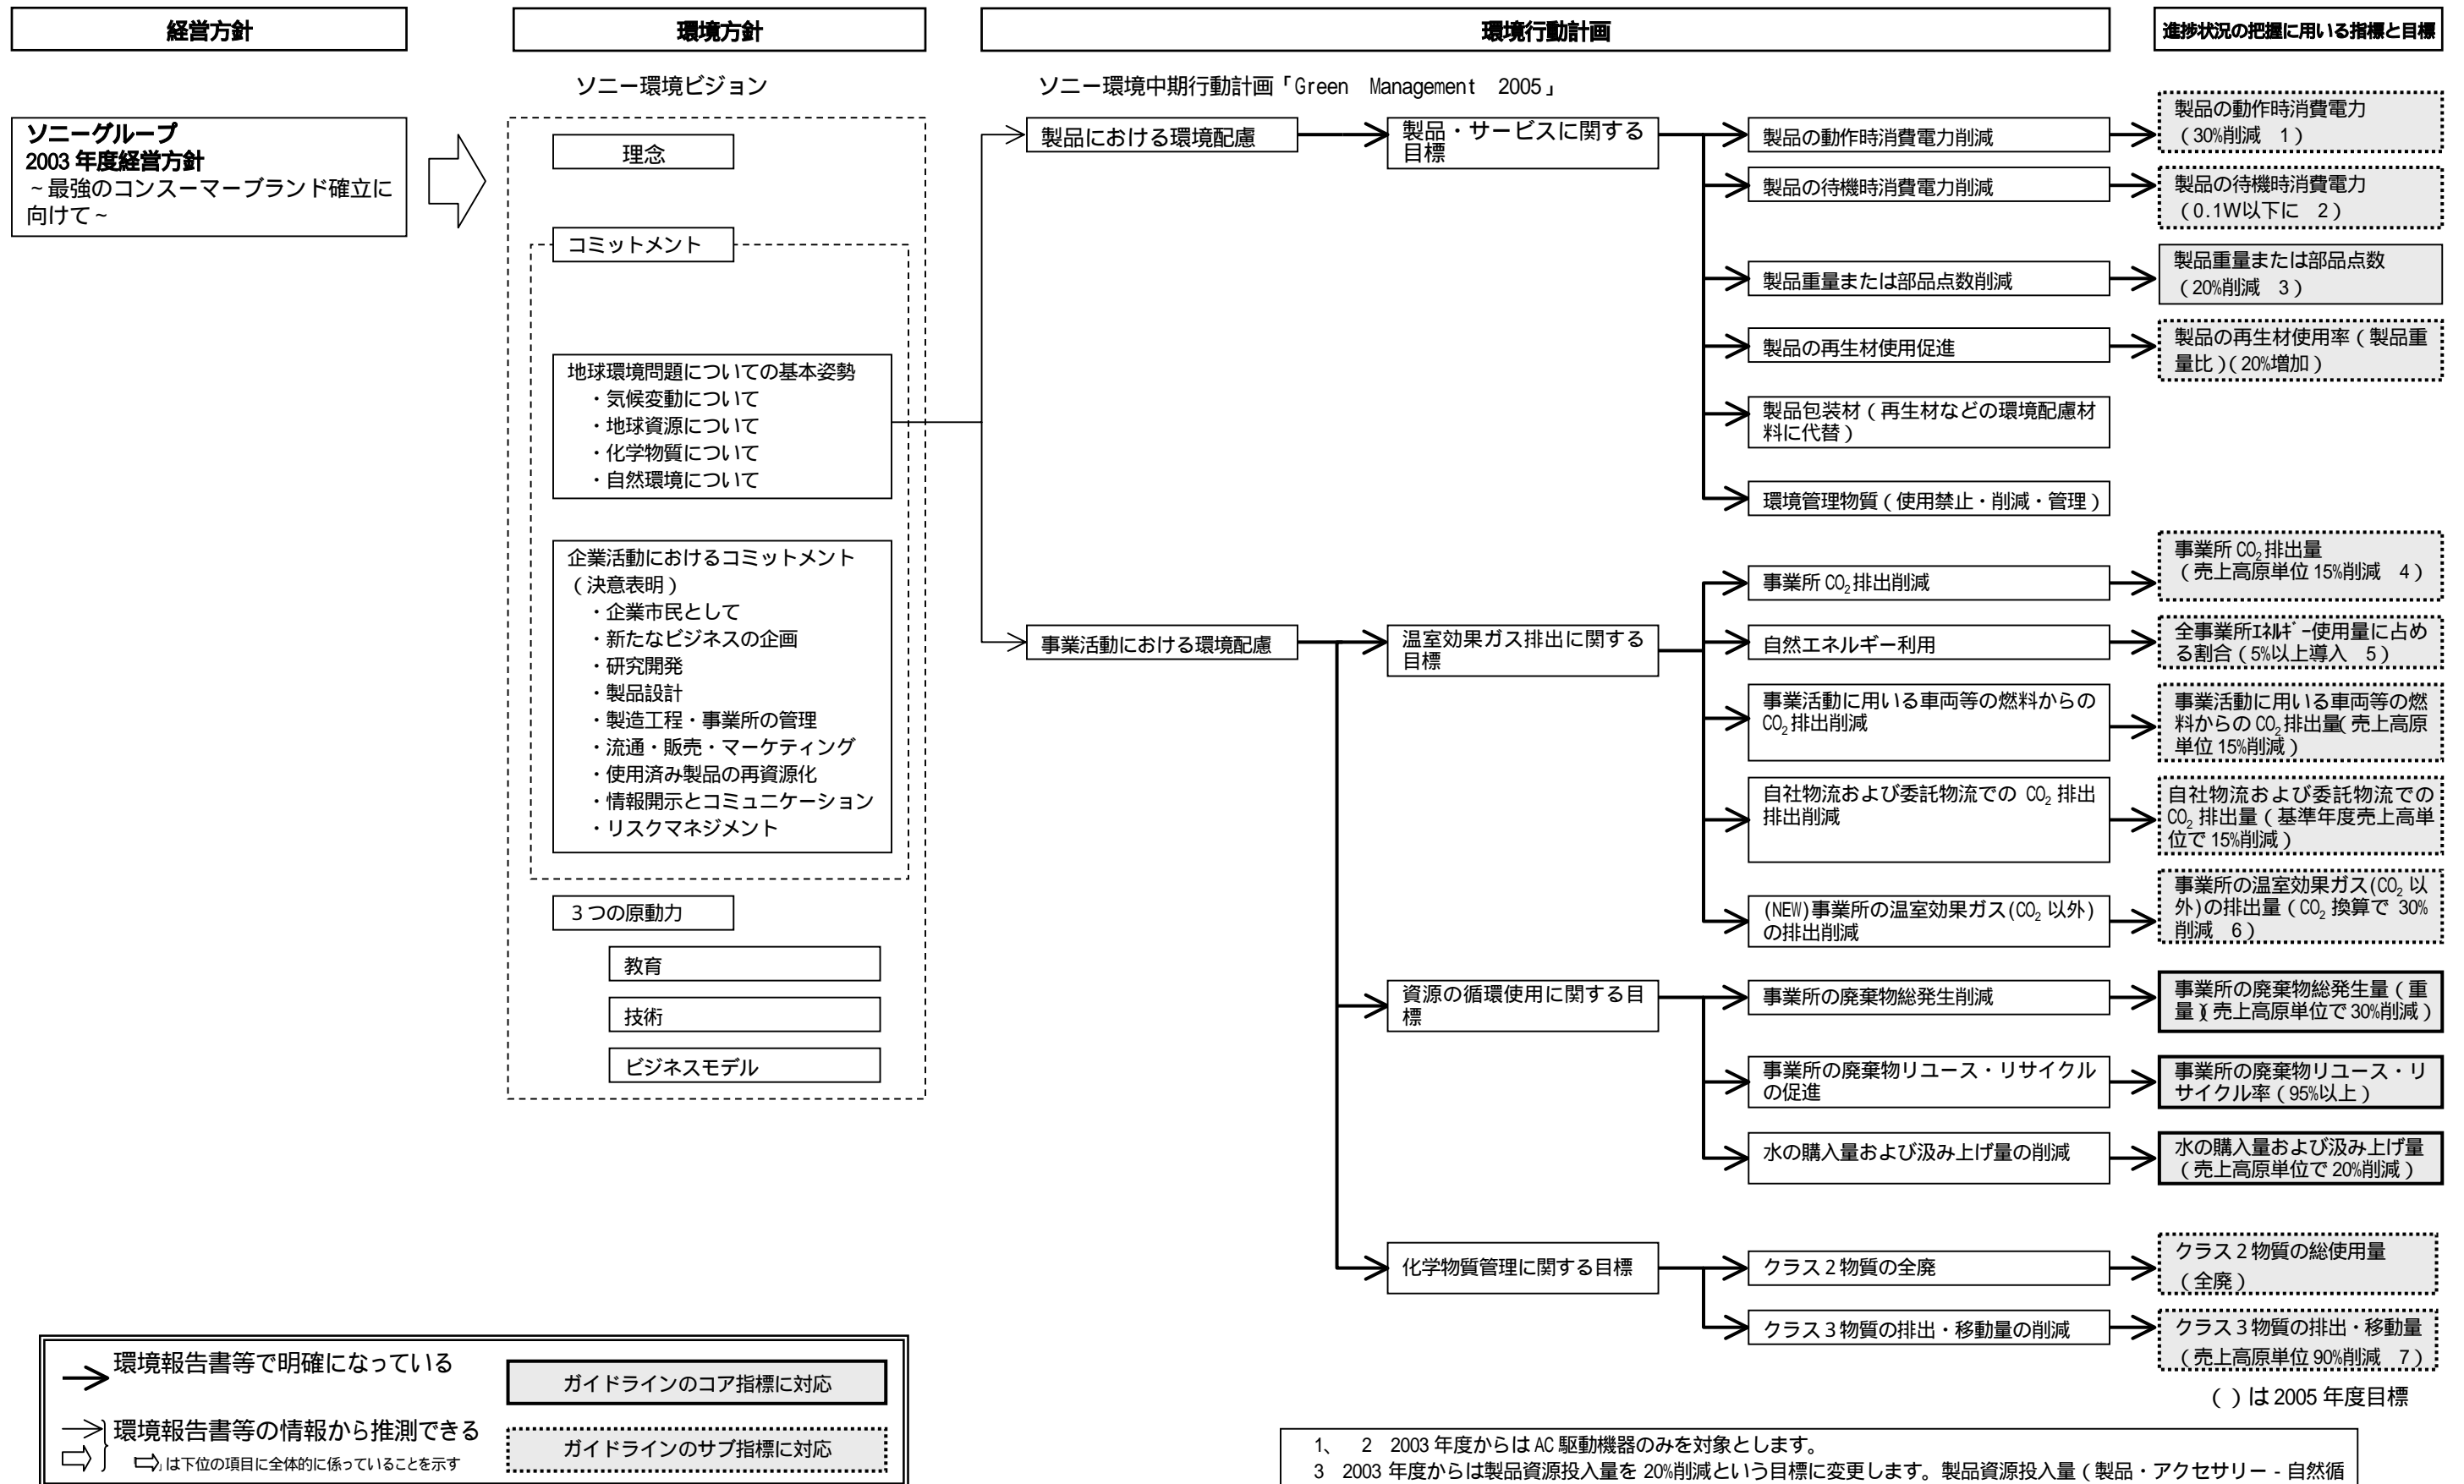 経営方針
環境方針
環境行動計画
進捗状況の把握に用いる指標と目標
ソニー環境ビジョン
ソニー環境中期行動計画「Green Management 2005」
ソニーグループ
2003 年度経営方針
~最強のコンスーマーブランド確立に
向けて~
理念
コミットメント
地球環境問題についての基本姿勢
・気候変動について
・地球資源について
・化学物質について
・自然環境について
企業活動におけるコミットメント
(決意表明)
・企業市民として
・新たなビジネスの企画
・研究開発
・製品設計
・製造工程・事業所の管理
・流通・販売・マーケティング
・使用済み製品の再資源化
・情報開示とコミュニケーション
・リスクマネジメント
3つの原動力
教育
技術
ビジネスモデル
製品における環境配慮
製品・サービスに関する
目標
製品の動作時消費電力削減
製品の動作時消費電力
(30%削減 1)
製品の待機時消費電力削減
製品の待機時消費電力
(0.1W以下に 2)
製品重量または部品点数削減
製品重量または部品点数
(20%削減 3)
製品の再生材使用促進
製品の再生材使用率(製品重
量比)(20%増加)
製品包装材(再生材などの環境配慮材
料に代替)
環境管理物質(使用禁止・削減・管理)
事業活動における環境配慮
温室効果ガス排出に関する
目標
事業所 CO₂排出削減
事業所 CO₂排出量
(売上高原単位 15%削減 4)
自然エネルギー利用
全事業所エネルギー使用量に占め
る割合(5%以上導入 5)
事業活動に用いる車両等の燃料からの
CO₂排出削減
事業活動に用いる車両等の燃
料からの CO₂排出量(売上高原
単位 15%削減)
自社物流および委託物流での CO₂ 排出
排出削減
自社物流および委託物流での
CO₂ 排出量(基準年度売上高単
位で 15%削減)
(NEW)事業所の温室効果ガス(CO₂ 以外)
の排出削減
事業所の温室効果ガス(CO₂ 以
外)の排出量(CO₂ 換算で 30%
削減 6)
資源の循環使用に関する目
標
事業所の廃棄物総発生削減
事業所の廃棄物総発生量(重
量)(売上高原単位で 30%削減)
事業所の廃棄物リユース・リサイクル
の促進
事業所の廃棄物リユース・リ
サイクル率(95%以上)
水の購入量および汲み上げ量の削減
水の購入量および汲み上げ量
(売上高原単位で 20%削減)
化学物質管理に関する目標
クラス2物質の全廃
クラス2物質の総使用量
(全廃)
クラス3物質の排出・移動量の削減
クラス3物質の排出・移動量
(売上高原単位 90%削減 7)
( )は 2005 年度目標
環境報告書等で明確になっている
ガイドラインのコア指標に対応
環境報告書等の情報から推測できる
は下位の項目に全体的に係っていることを示す
ガイドラインのサブ指標に対応
1、 2 2003 年度からは AC 駆動機器のみを対象とします。
3 2003 年度からは製品資源投入量を 20%削減という目標に変更します。製品資源投入量(製品・アクセサリー - 自然循